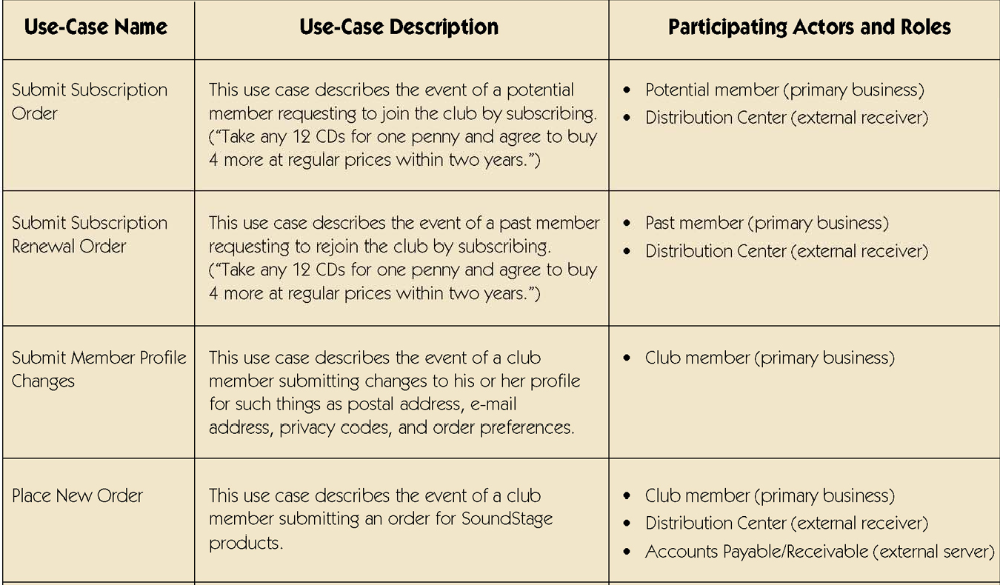 Use-Case Name
Use-Case Description
Participating Actors and Roles
Submit Subscription
Order
This use case describes the event of a potential
member requesting to join the club by subscribing.
(“Take any 12 CDs for one penny and agree to buy
4 more at regular prices within two years.”)
• Potential member (primary business)
• Distribution Center (external receiver)
Submit Subscription
Renewal Order
This use case describes the event of a past member
requesting to rejoin the club by subscribing.
(“Take any 12 CDs for one penny and agree to buy
4 more at regular prices within two years.”)
• Past member (primary business)
• Distribution Center (external receiver)
Submit Member Profile
Changes
This use case describes the event of a club
member submitting changes to his or her profile
for such things as postal address, e-mail
address, privacy codes, and order preferences.
• Club member (primary business)
Place New Order
This use case describes the event of a club
member submitting an order for SoundStage
products.
• Club member (primary business)
• Distribution Center (external receiver)
• Accounts Payable/Receivable (external server)